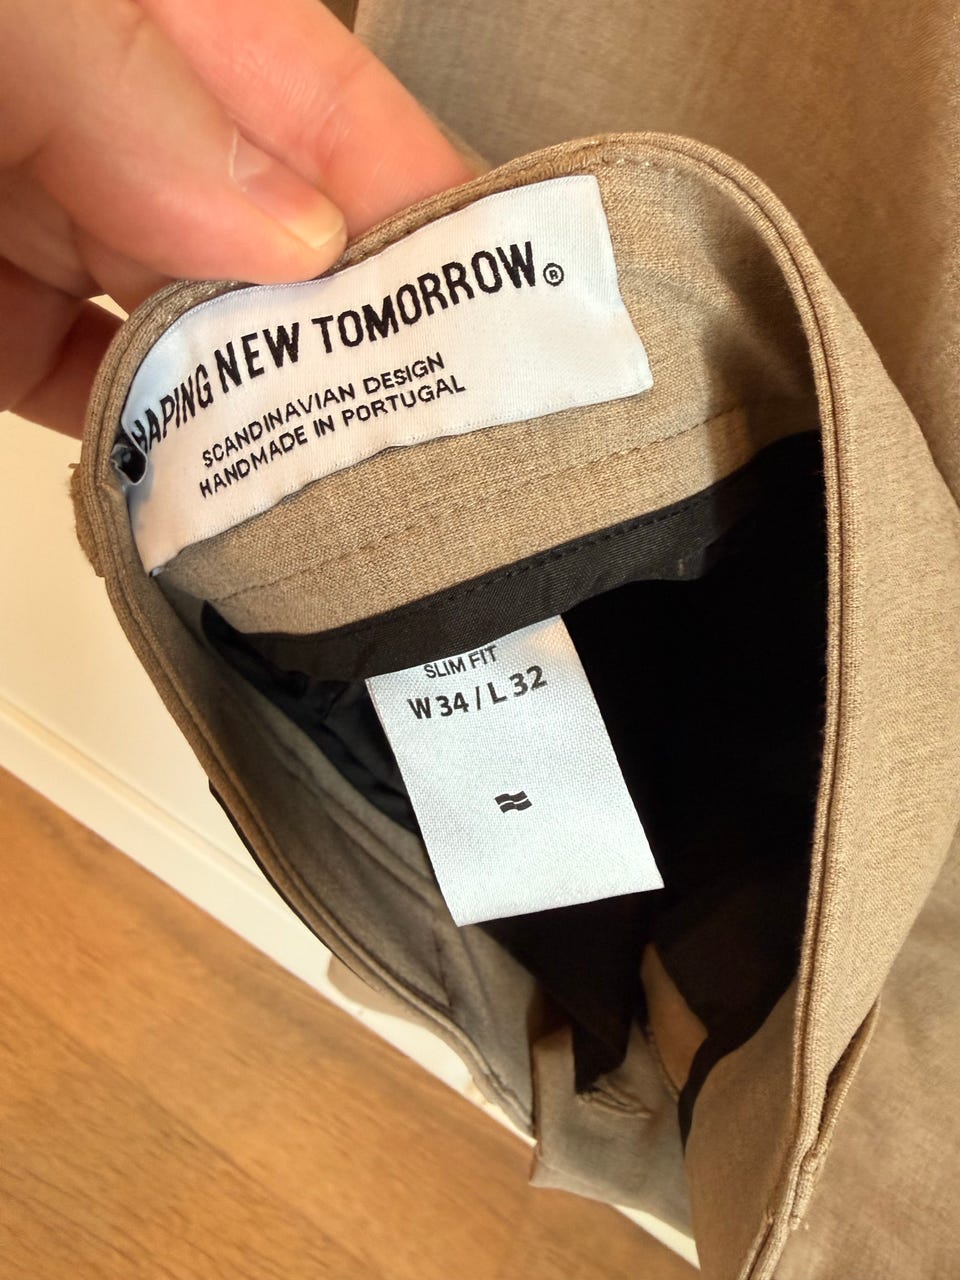 HAPING NEW TOMORROW®
SCANDINAVIAN DESIGN
HANDMADE IN PORTUGAL
SLIM FIT
W 34 / L 32